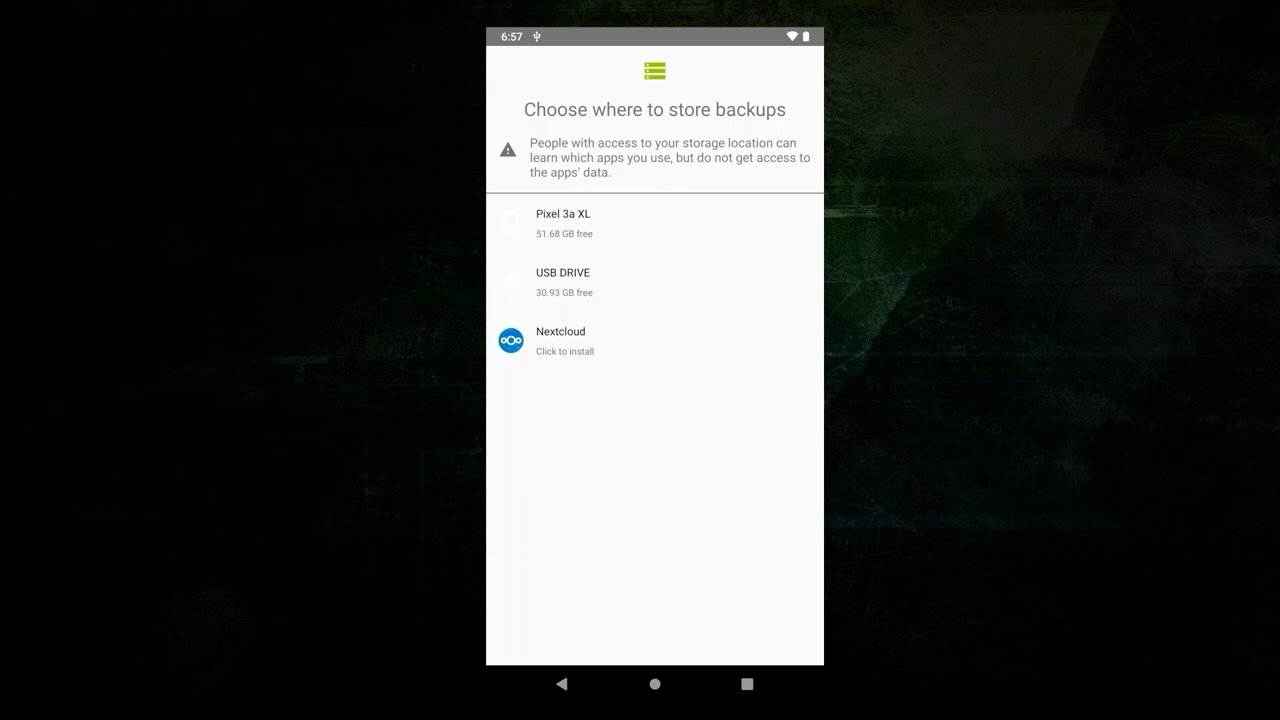 6:57
Choose where to store backups
People with access to your storage location can
learn which apps you use, but do not get access to
the apps' data.
Pixel 3a XL
51.68 GB free
USB DRIVE
30.93 GB free
Nextcloud
Click to install